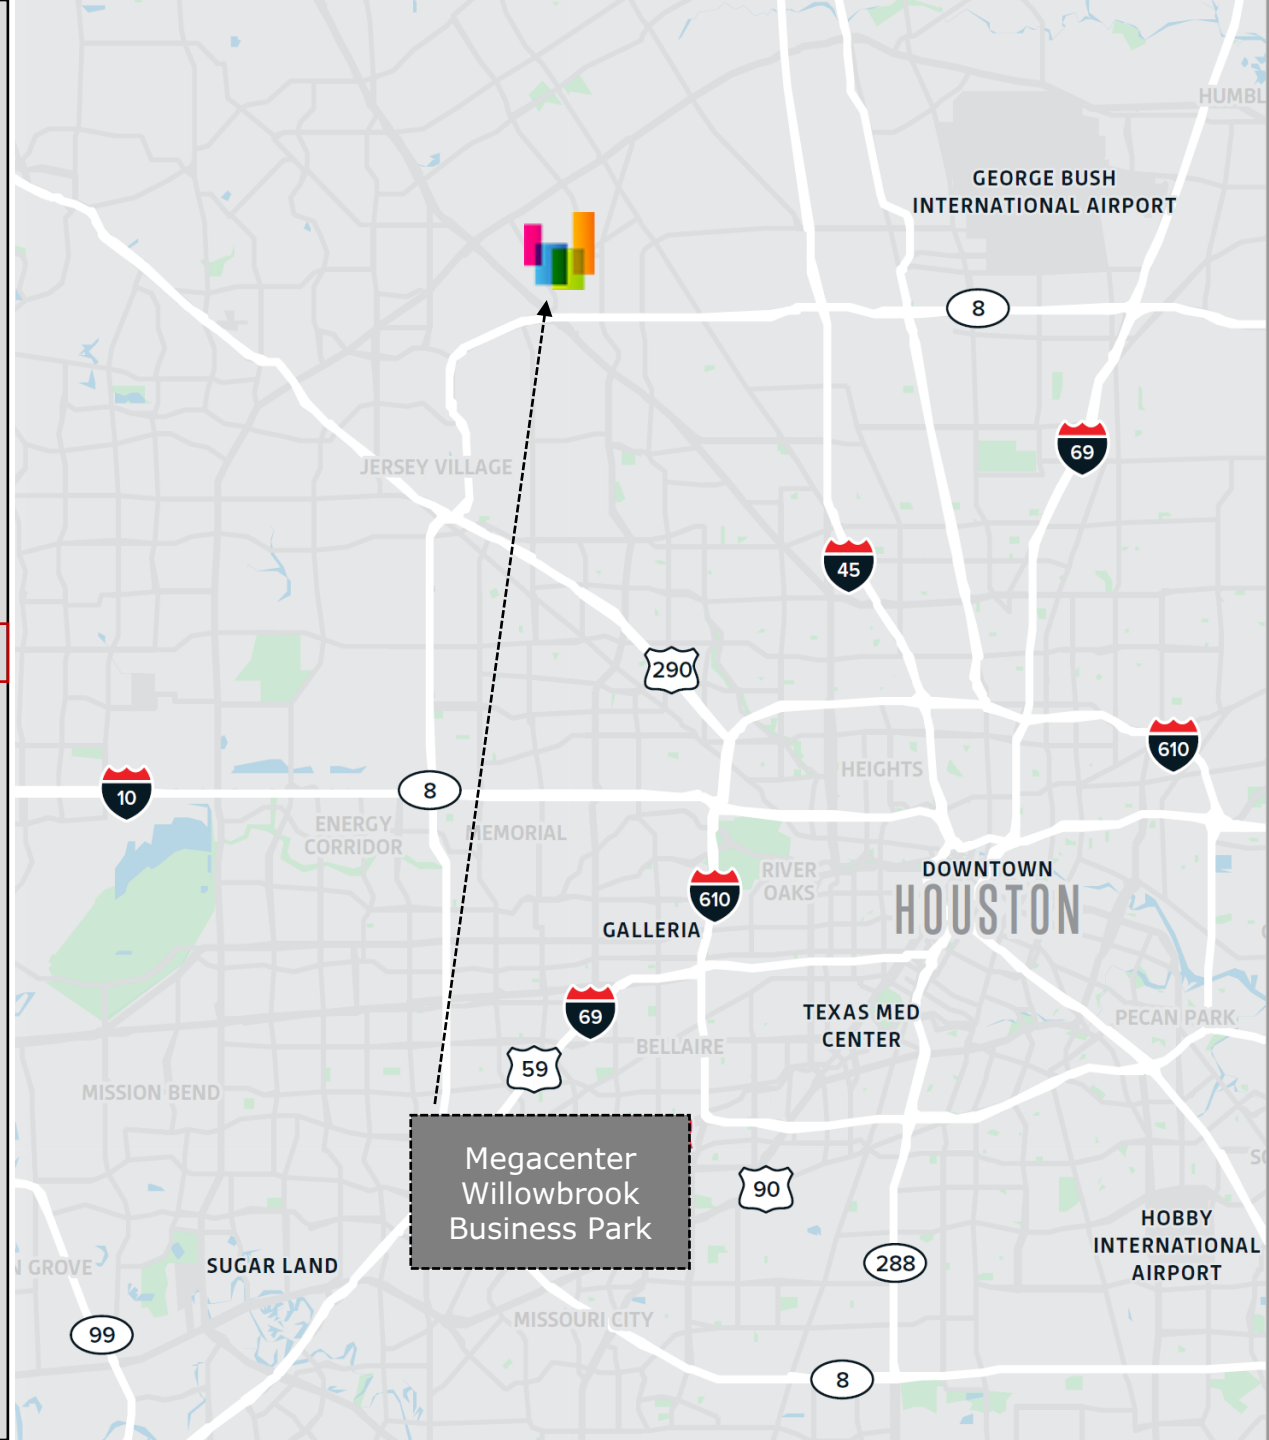 HUMBL
GEORGE BUSH
INTERNATIONAL AIRPORT
8
69
JERSEY VILLAGE
45
290
610
HEIGHTS
10
8
ENERGY
CORRIDOR
MEMORIAL
RIVER
OAKS
DOWNTOWN
HOUSTON
610
GALLERIA
69
TEXAS MED
CENTER
PECAN PARK
BELLAIRE
59
MISSION BEND
Megacenter
Willowbrook
Business Park
90
HOBBY
INTERNATIONAL
AIRPORT
N GROVE
SUGAR LAND
288
MISSOURI CITY
99
8